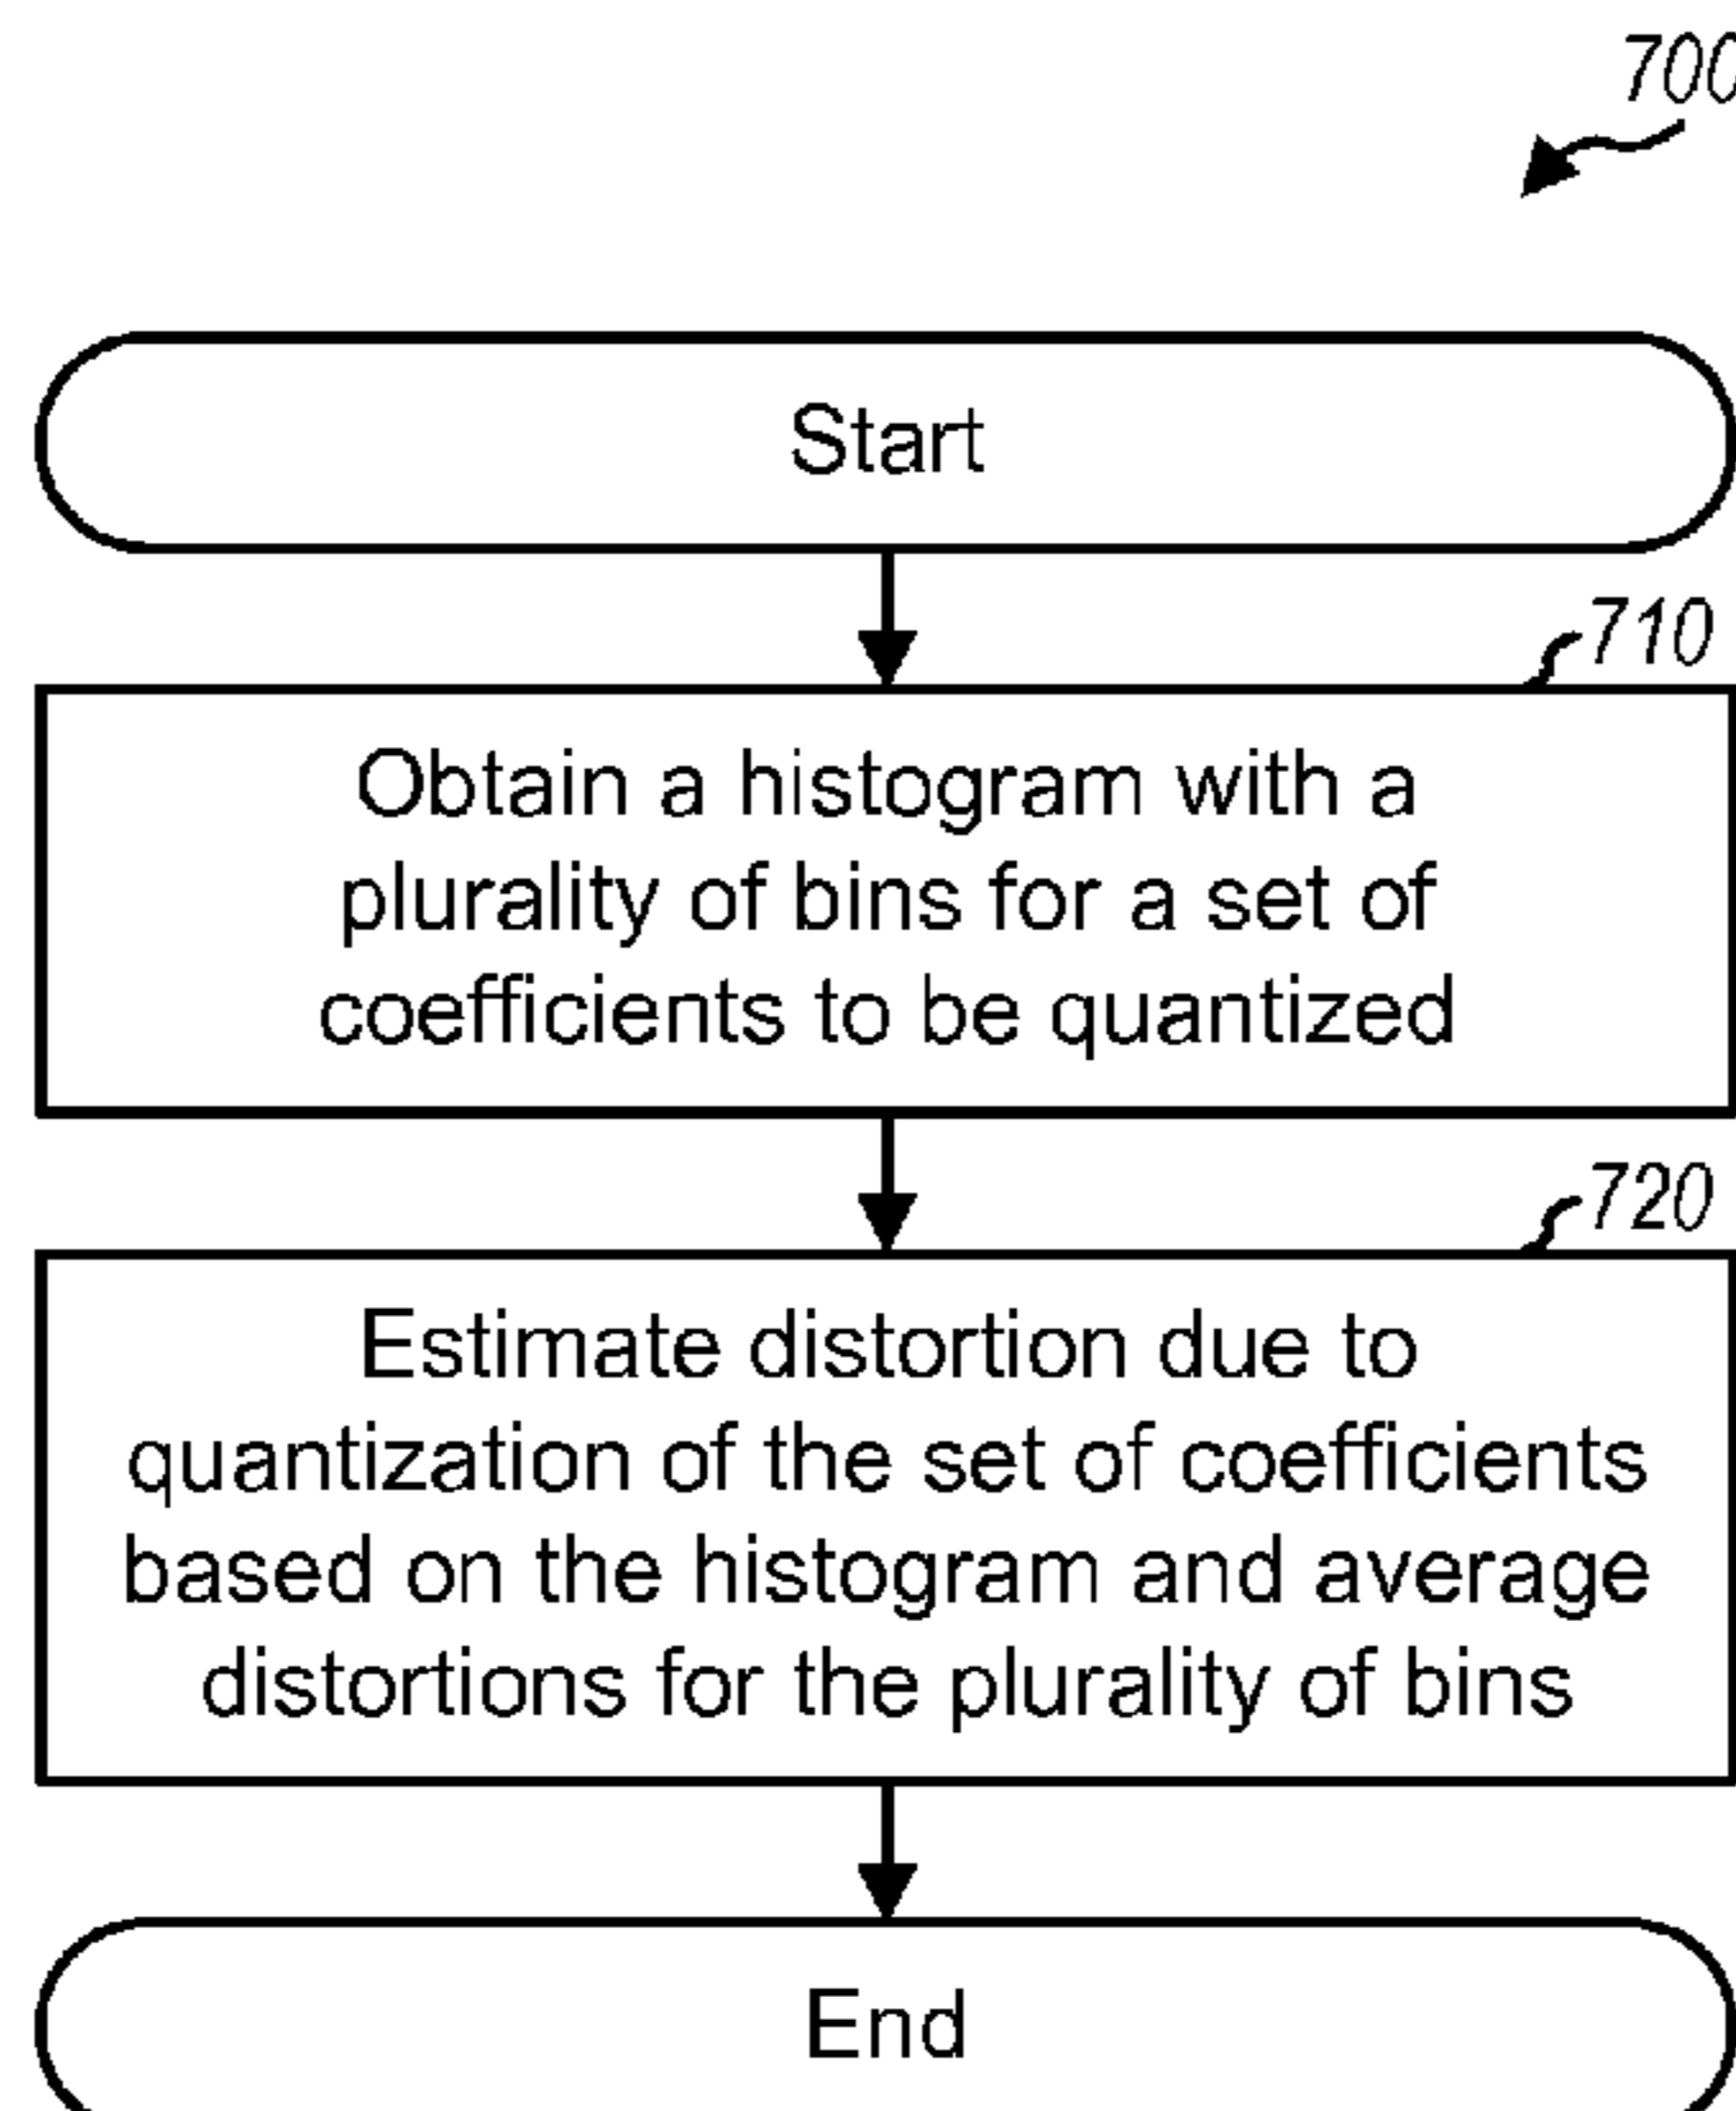 700
Start
710
Obtain a histogram with a
plurality of bins for a set of
coefficients to be quantized
720
Estimate distortion due to
quantization of the set of coefficients
based on the histogram and average
distortions for the plurality of bins
End